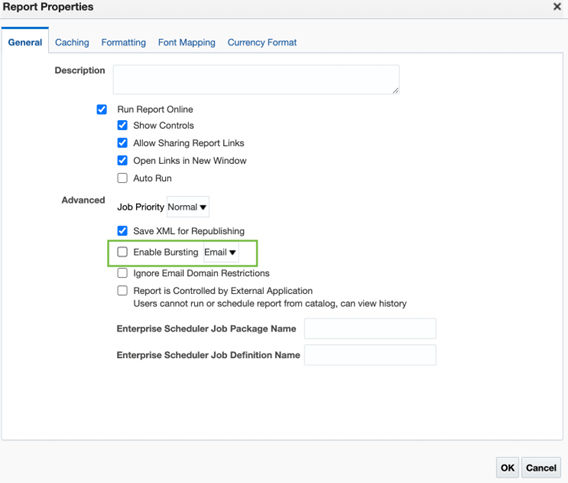 Report Properties
General Caching Formatting Font Mapping Currency Format
Description
Run Report Online
Show Controls
Allow Sharing Report Links
Open Links in New Window
Auto Run
Advanced Job Priority Normal
Save XML for Republishing
Enable Bursting Email
Ignore Email Domain Restrictions
Report is Controlled by External Application
Users cannot run or schedule report from catalog, can view history
Enterprise Scheduler Job Package Name
Enterprise Scheduler Job Definition Name
OK Cancel